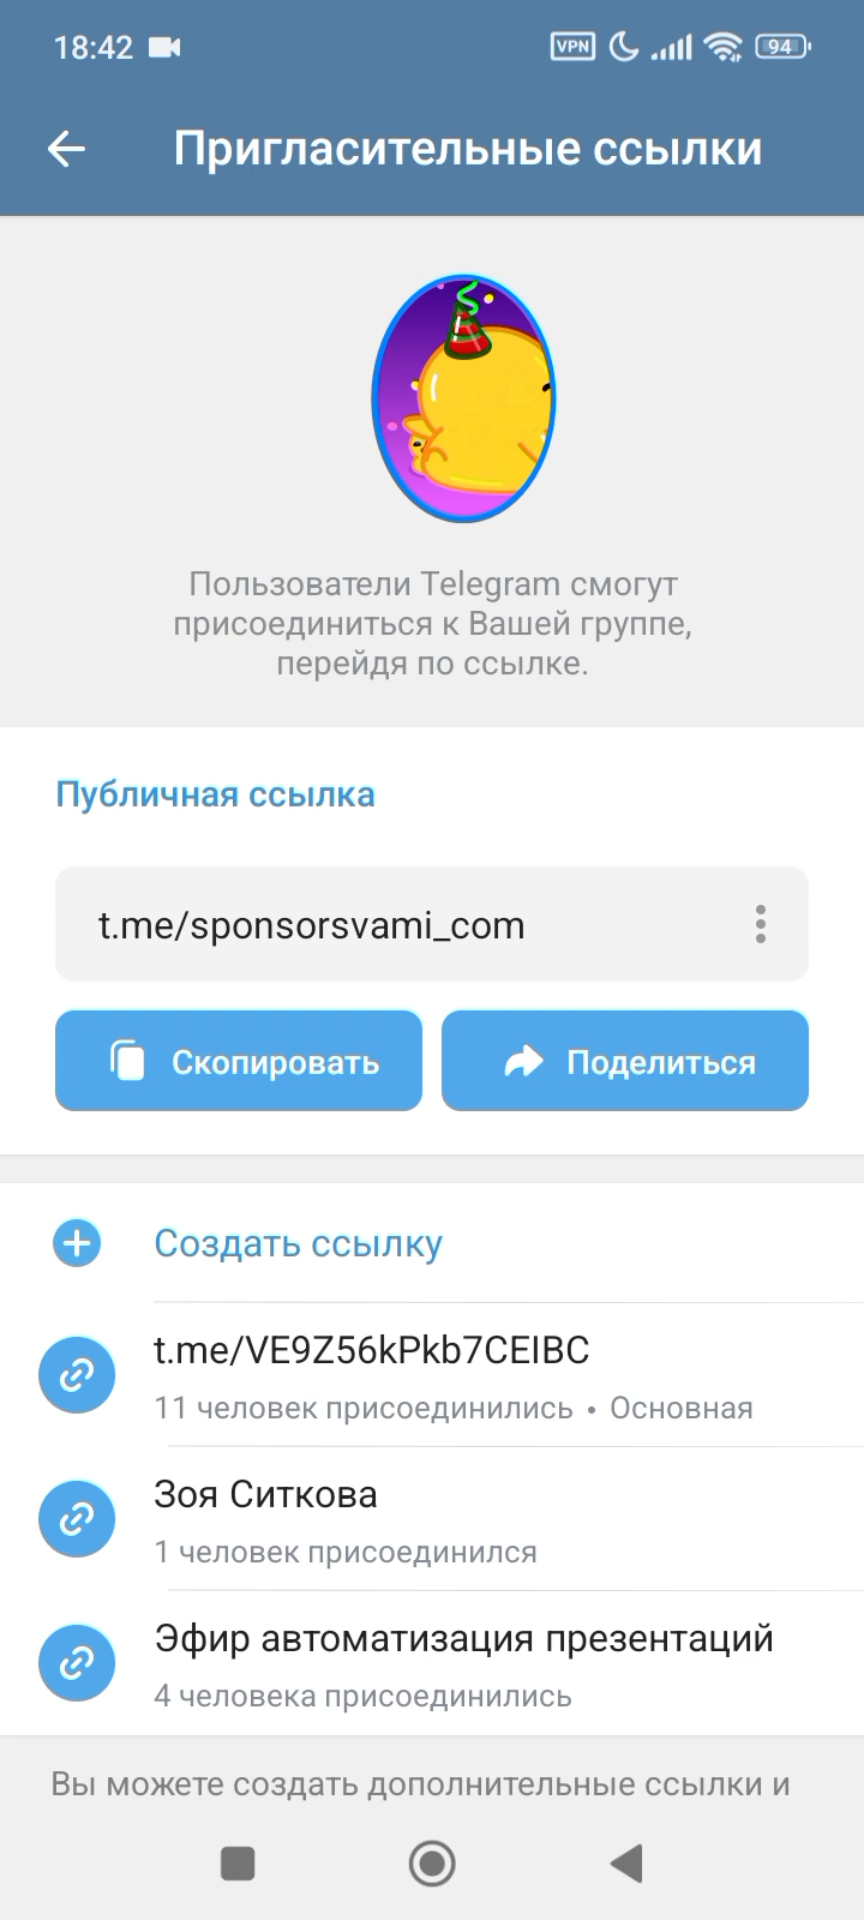 18:42
VPN
94
Пригласительные ссылки
Пользователи Telegram смогут
присоединиться к Вашей группе,
перейдя по ссылке.
Публичная ссылка
t.me/sponsorsvami_com
Скопировать
Поделиться
Создать ссылку
t.me/VE9Z56kPkb7CEIBC
11 человек присоединились • Основная
Зоя Ситкова
1 человек присоединился
Эфир автоматизация презентаций
4 человека присоединились
Вы можете создать дополнительные ссылки и